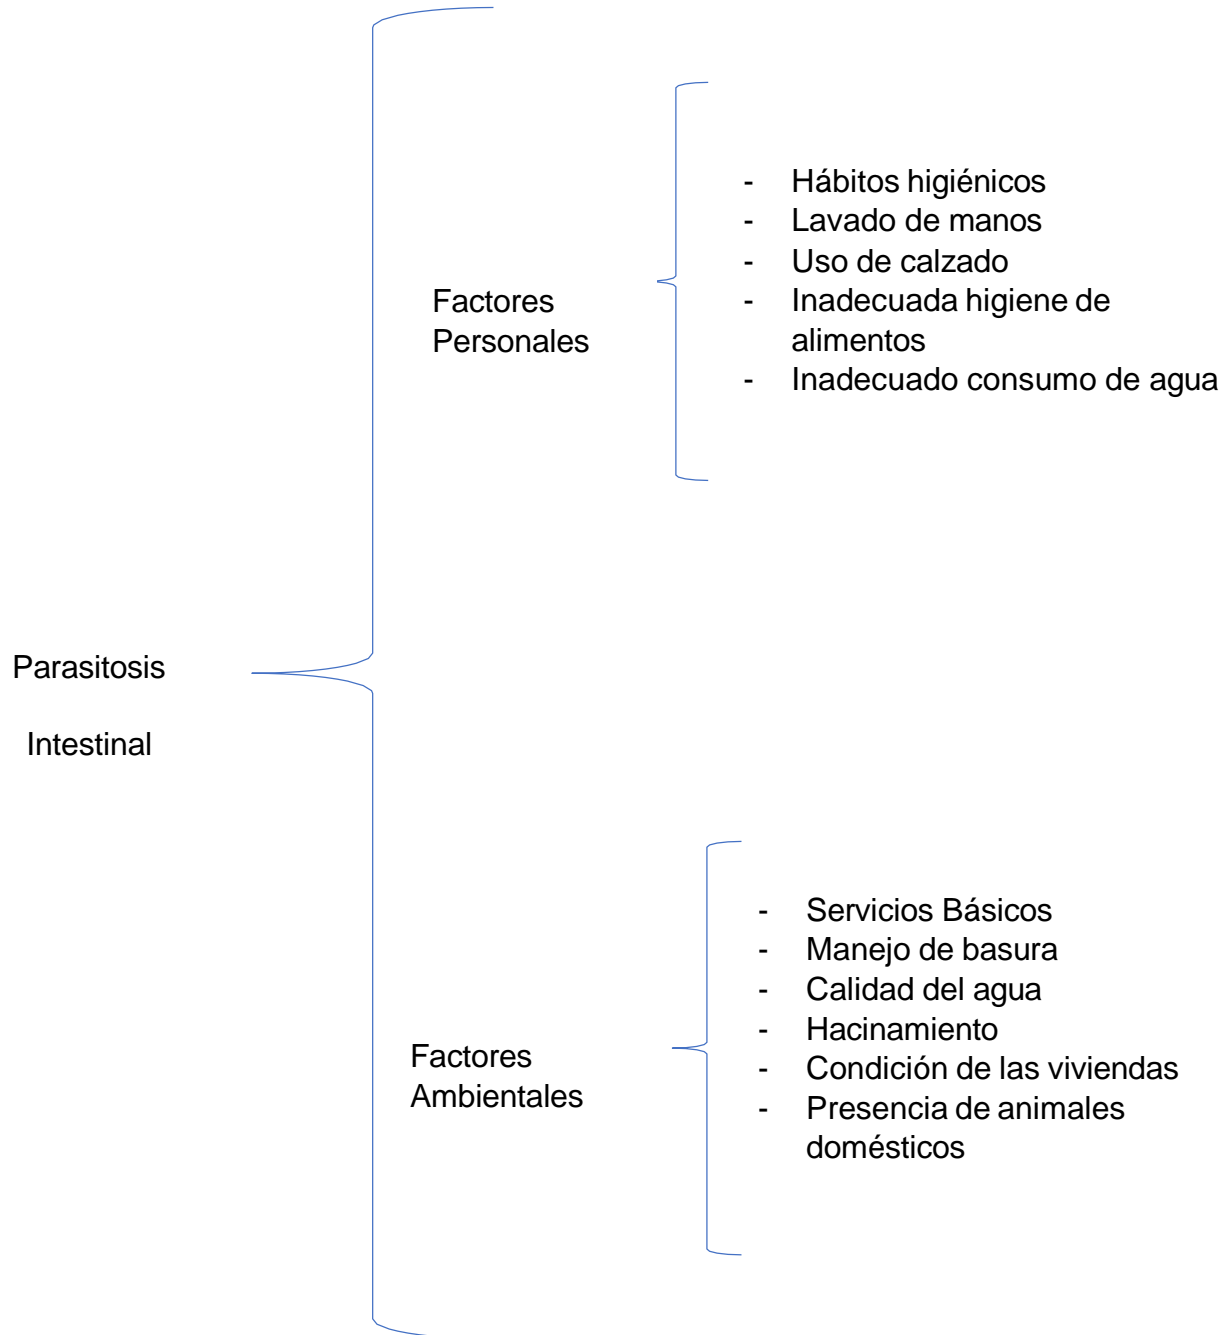 Parasitosis
Intestinal
Factores
Personales
- Hábitos higiénicos
- Lavado de manos
- Uso de calzado
- Inadecuada higiene de
alimentos
- Inadecuado consumo de agua
Factores
Ambientales
- Servicios Básicos
- Manejo de basura
- Calidad del agua
- Hacinamiento
- Condición de las viviendas
- Presencia de animales
domésticos